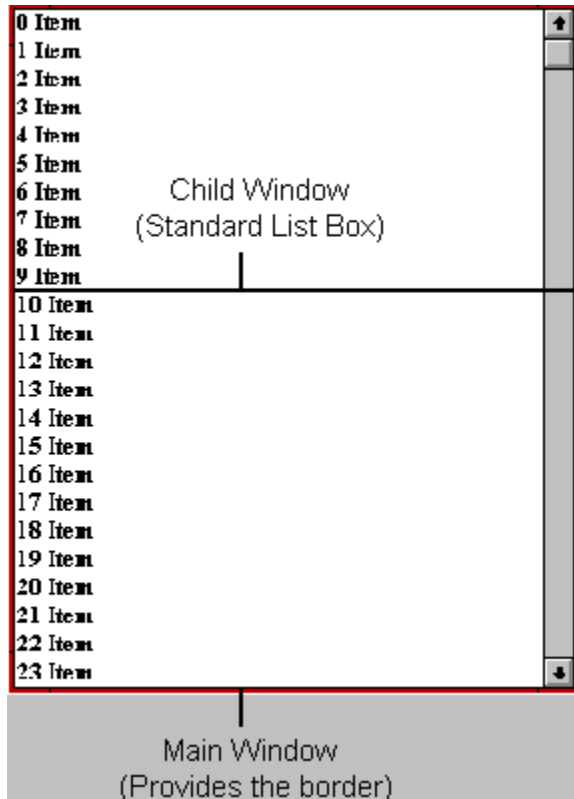 0 Item
1 Item
2 Item
3 Item
4 Item
5 Item
6 Item
7 Item
8 Item
9 Item
Child Window
(Standard List Box)
10 Item
11 Item
12 Item
13 Item
14 Item
15 Item
16 Item
17 Item
18 Item
19 Item
20 Item
21 Item
22 Item
23 Item
Main Window
(Provides the border)